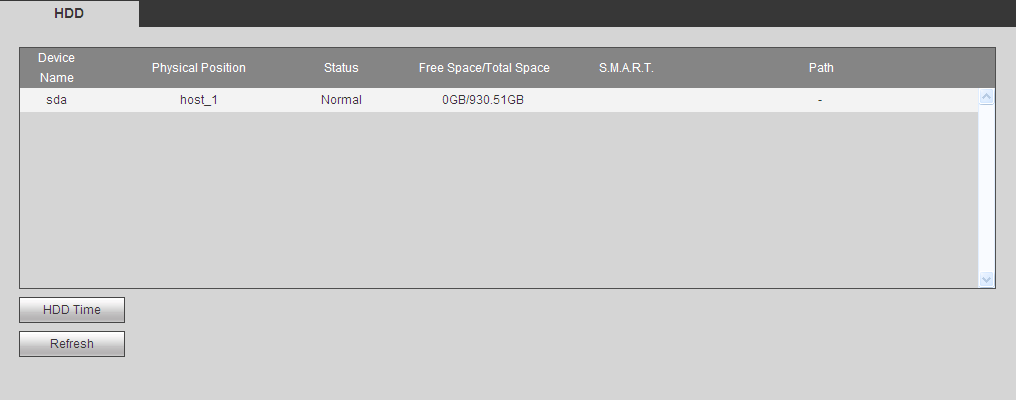 HDD
Device Name Physical Position Status Free Space/Total Space S.M.A.R.T. Path
sda host_1 Normal 0GB/930.51GB -
HDD Time
Refresh